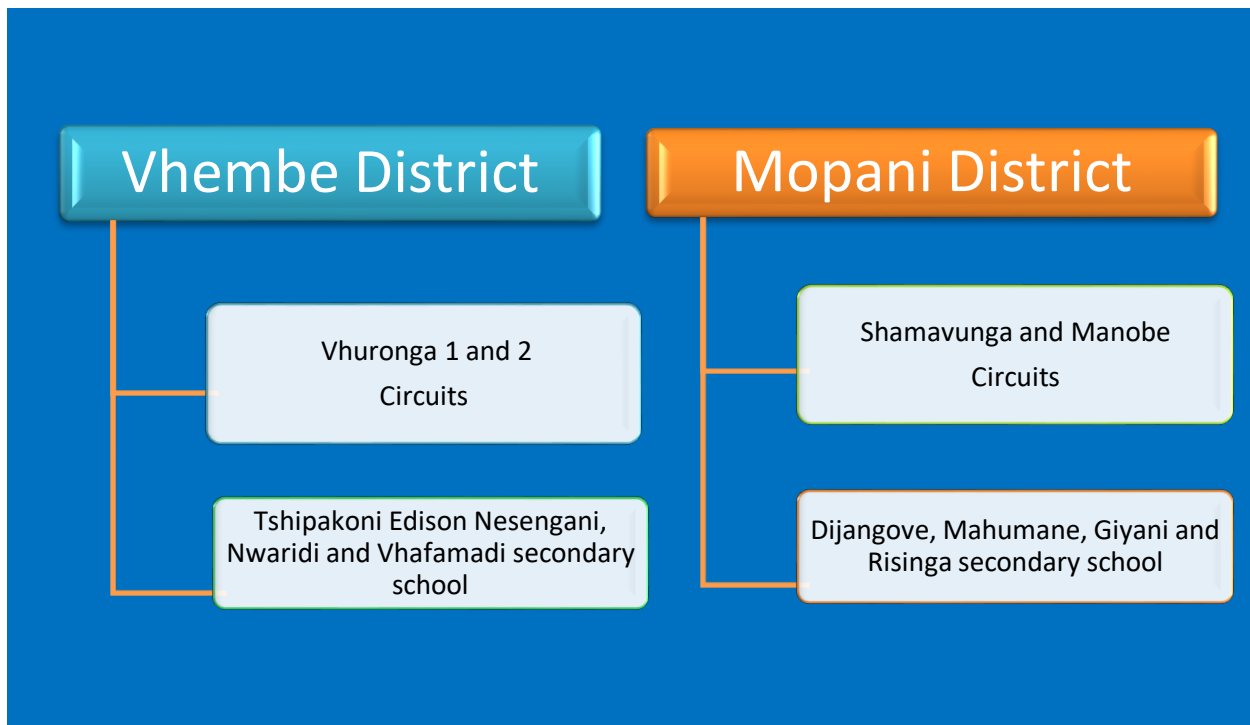 Vhembe District
Vhuronga 1 and 2
Circuits
Tshipakoni Edison Nesengani,
Nwaridi and Vhafamadi secondary
school
Mopani District
Shamavunga and Manobe
Circuits
Dijangove, Mahumane, Giyani and
Risinga secondary school